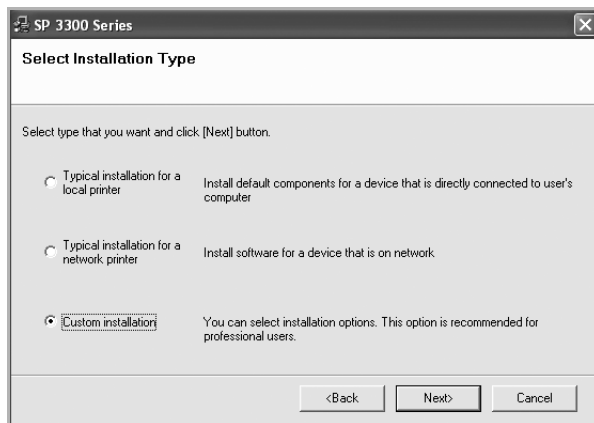 SP 3300 Series
Select Installation Type
Select type that you want and click [Next] button.
Typical installation for a
local printer
Install default components for a device that is directly connected to user's
computer
Typical installation for a
network printer
Install software for a device that is on network
Custom installation
You can select installation options. This option is recommended for
professional users.
<Back
Next>
Cancel